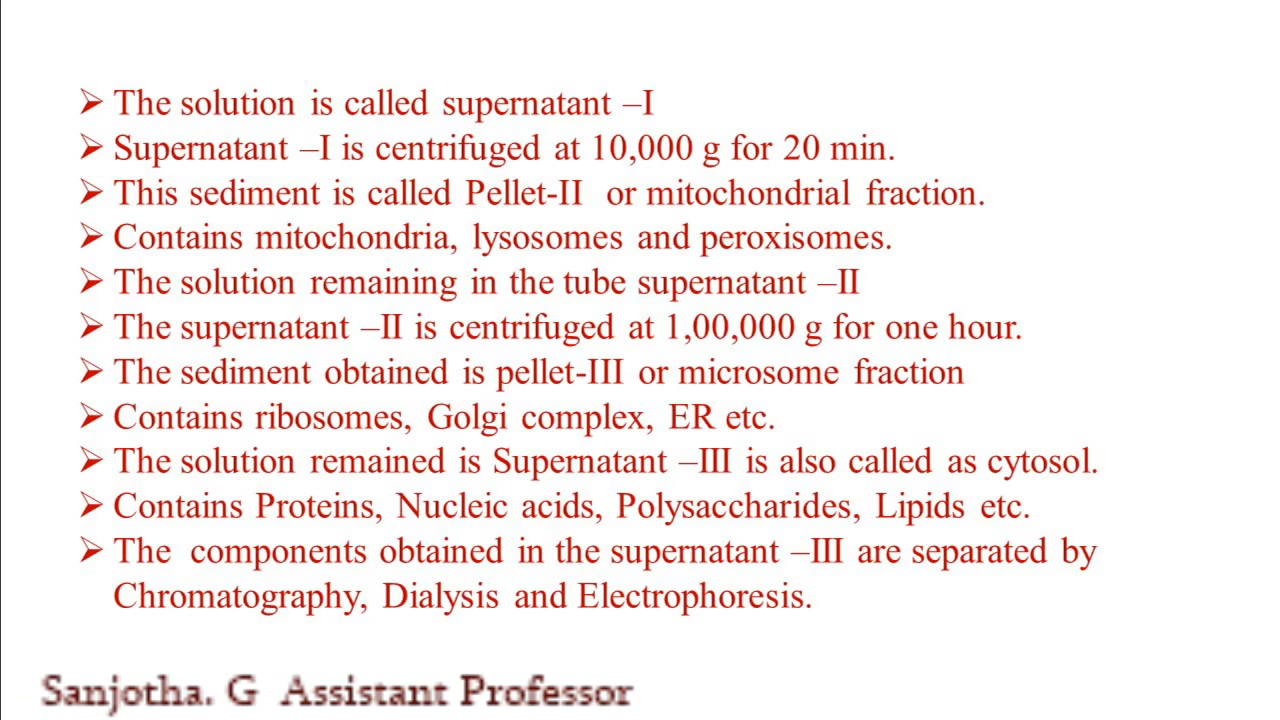 ➢ The solution is called supernatant –I
➢ Supernatant –I is centrifuged at 10,000 g for 20 min.
➢ This sediment is called Pellet-II or mitochondrial fraction.
➢ Contains mitochondria, lysosomes and peroxisomes.
➢ The solution remaining in the tube supernatant –II
➢ The supernatant –II is centrifuged at 1,00,000 g for one hour.
➢ The sediment obtained is pellet-III or microsome fraction
➢ Contains ribosomes, Golgi complex, ER etc.
➢ The solution remained is Supernatant –III is also called as cytosol.
➢ Contains Proteins, Nucleic acids, Polysaccharides, Lipids etc.
➢ The components obtained in the supernatant –III are separated by
Chromatography, Dialysis and Electrophoresis.
Sanjotha. G Assistant Professor